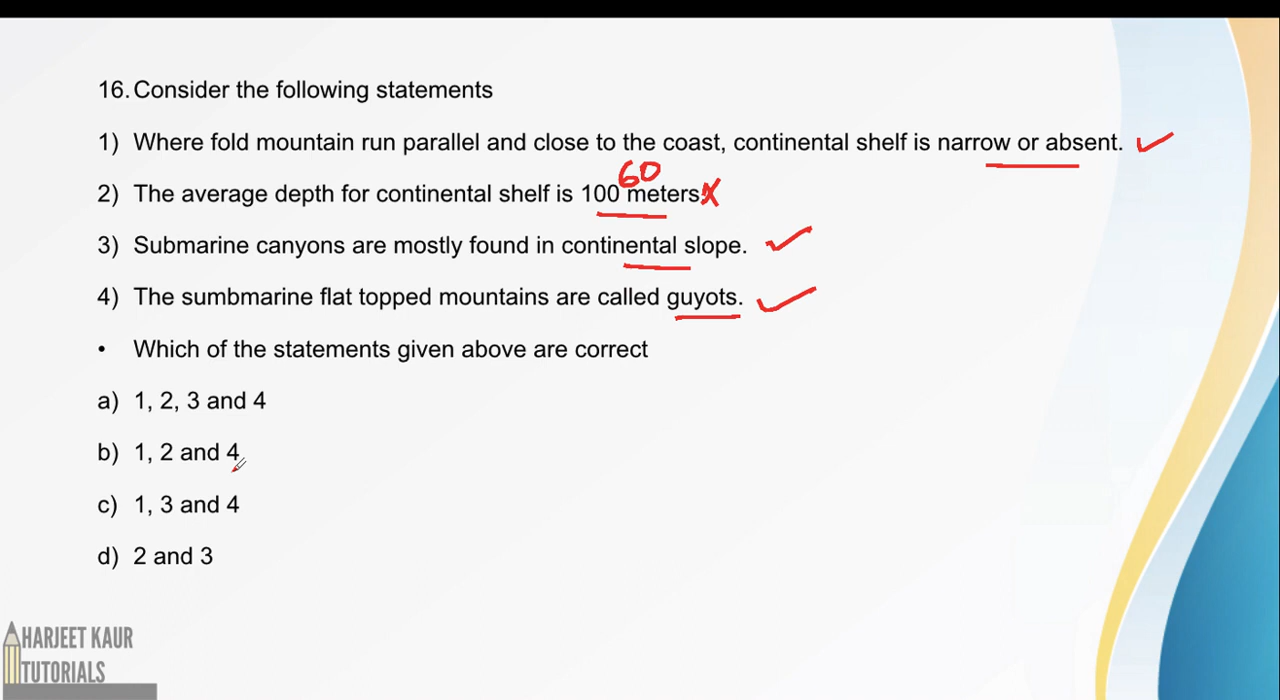 16. Consider the following statements
1) Where fold mountain run parallel and close to the coast, continental shelf is narrow or absent.
60
2) The average depth for continental shelf is 100 meters
3) Submarine canyons are mostly found in continental slope.
4) The sumbmarine flat topped mountains are called guyots.
• Which of the statements given above are correct
a) 1, 2, 3 and 4
b) 1, 2 and 4
c) 1, 3 and 4
d) 2 and 3
HARJEET KAUR
TUTORIALS